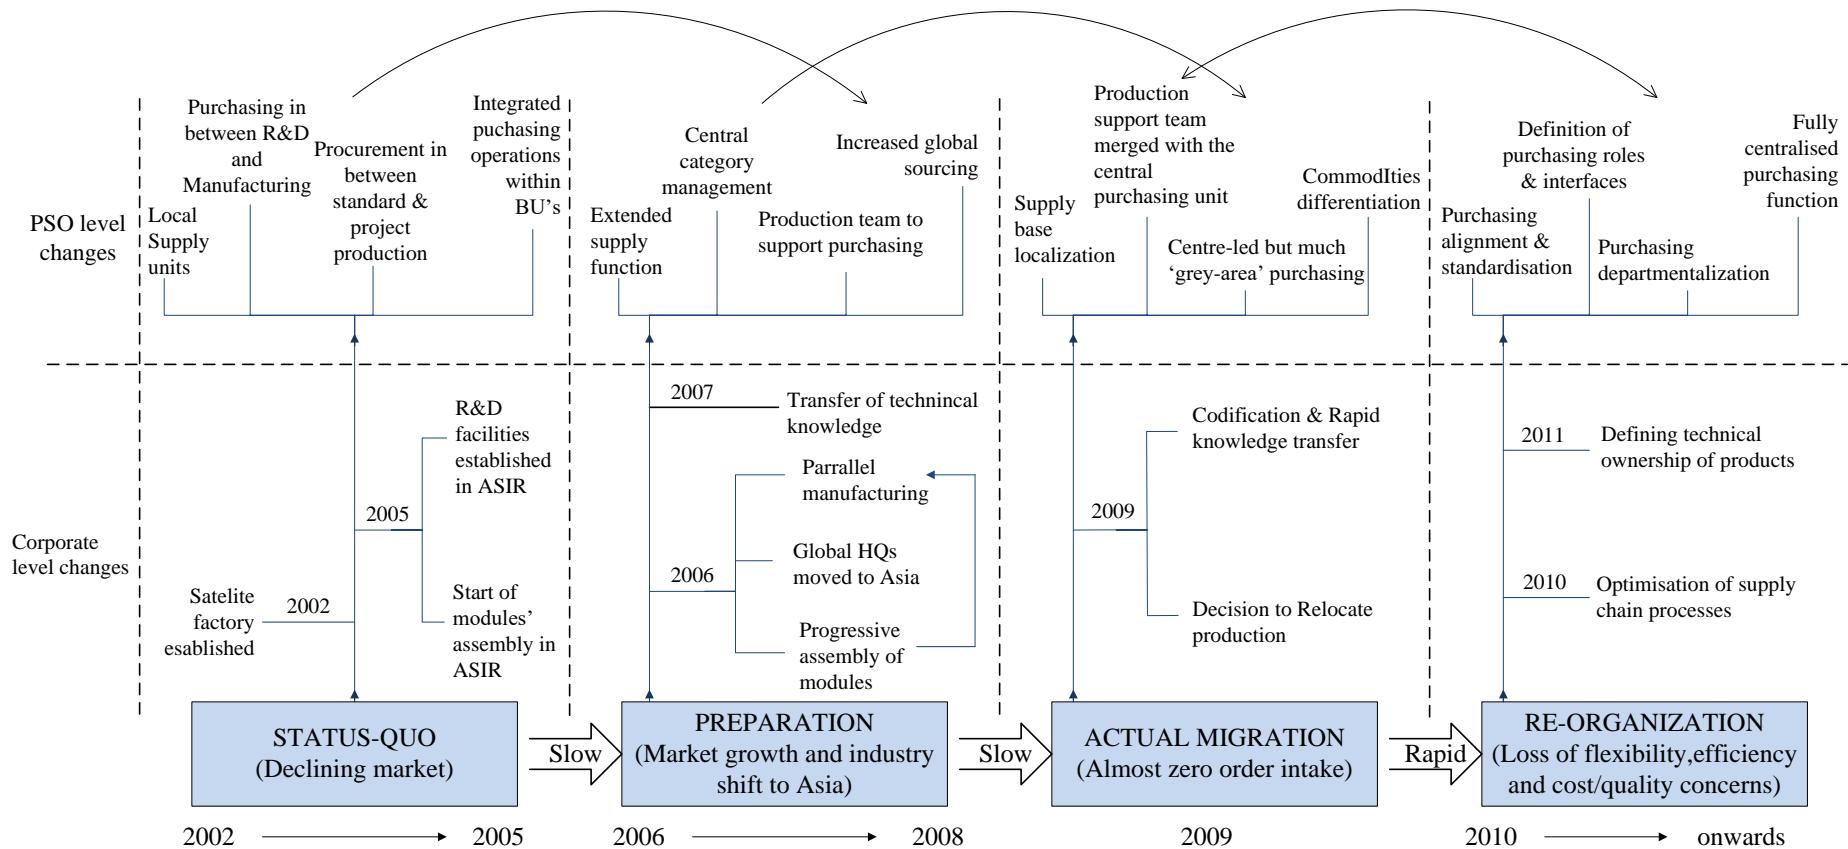 PSO level
changes
Purchasing in
between R&D
and
Manufacturing
Local
Supply
units
Procurement in
between
standard &
project
production
Integrated
puchasing
operations
within
BU's
Extended
supply
function
Central
category
management
Production team to
support purchasing
Increased global
sourcing
Supply
base
localization
Production
support team
merged with the
central
purchasing unit
Centre-led but much
‘grey-area’ purchasing
CommodIties
differentiation
Purchasing
alignment &
standardisation
Definition of
purchasing roles
& interfaces
Purchasing
departmentalization
Fully
centralised
purchasing
function
Corporate
level changes
Satelite
factory
esablished
2002
2005
R&D
facilities
established
in ASIR
Start of
modules’
assembly in
ASIR
2007
Transfer of technincal
knowledge
2006
Parrallel
manufacturing
Global HQs
moved to Asia
Progressive
assembly of
modules
2009
Codification & Rapid
knowledge transfer
Decision to Relocate
production
2011
Defining technical
ownership of products
2010
Optimisation of supply
chain processes
STATUS-QUO
(Declining market)
Slow
PREPARATION
(Market growth and industry
shift to Asia)
Slow
ACTUAL MIGRATION
(Almost zero order intake)
Rapid
RE-ORGANIZATION
(Loss of flexibility,efficiency
and cost/quality concerns)
2002
2005
2006
2008
2009
2010
onwards